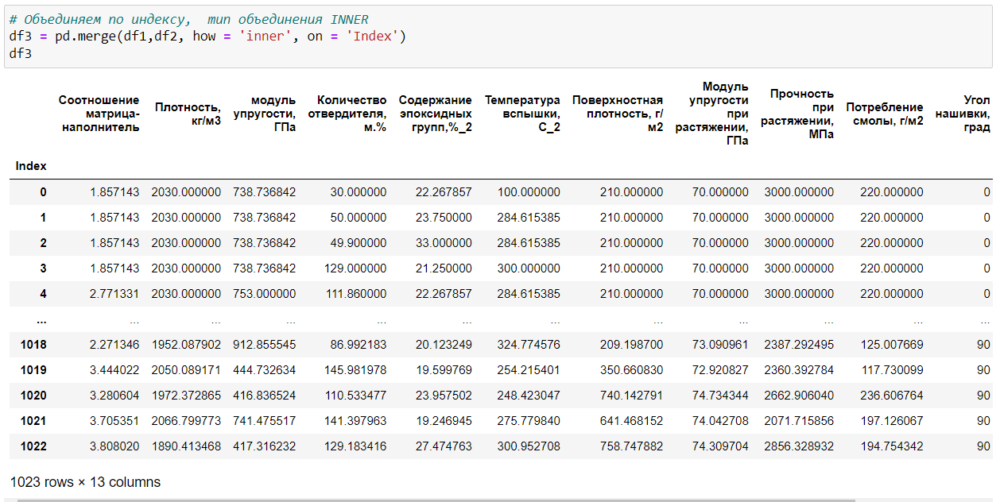 # Объединяем по индексу,  тип объединения INNER
df3 = pd.merge(df1,df2, how = 'inner', on = 'Index')
df3
Соотношение матрица-наполнитель Плотность, кг/м3 модуль упругости, ГПа Количество отвердителя, м.% Содержание эпоксидных групп,%_2 Температура вспышки, С_2 Поверхностная плотность, г/м2 Модуль упругости при растяжении, ГПа Прочность при растяжении, МПа Потребление смолы, г/м2 Угол нашивки, град
Index
0 1.857143 2030.000000 738.736842 30.000000 22.267857 100.000000 210.000000 70.000000 3000.000000 220.000000 0
1 1.857143 2030.000000 738.736842 50.000000 23.750000 284.615385 210.000000 70.000000 3000.000000 220.000000 0
2 1.857143 2030.000000 738.736842 49.900000 33.000000 284.615385 210.000000 70.000000 3000.000000 220.000000 0
3 1.857143 2030.000000 738.736842 129.000000 21.250000 300.000000 210.000000 70.000000 3000.000000 220.000000 0
4 2.771331 2030.000000 753.000000 111.860000 22.267857 284.615385 210.000000 70.000000 3000.000000 220.000000 0
... ... ... ... ... ... ... ... ... ... ... ...
1018 2.271346 1952.087902 912.855545 86.992183 20.123249 324.774576 209.198700 73.090961 2387.292495 125.007669 90
1019 3.444022 2050.089171 444.732634 145.981978 19.599769 254.215401 350.660830 72.920827 2360.392784 117.730099 90
1020 3.280604 1972.372865 416.836524 110.533477 23.957502 248.423047 740.142791 74.734344 2662.906040 236.606764 90
1021 3.705351 2066.799773 741.475517 141.397963 19.246945 275.779840 641.468152 74.042708 2071.715856 197.126067 90
1022 3.808020 1890.413468 417.316232 129.183416 27.474763 300.952708 758.747882 74.309704 2856.328932 194.754342 90
1023 rows × 13 columns